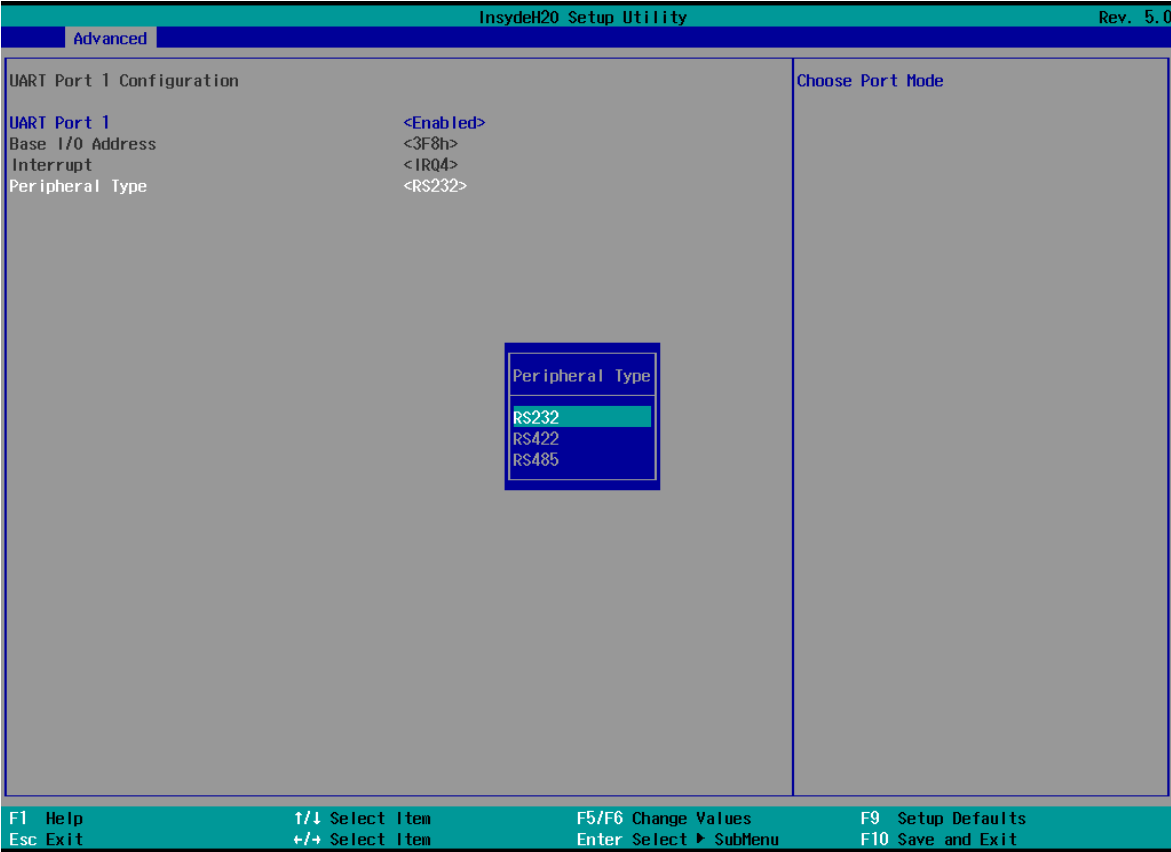 InsydeH20 Setup Utility Rev. 5.0
Advanced
UART Port 1 Configuration
Choose Port Mode
UART Port 1 <Enabled>
Base I/O Address <3F8h>
Interrupt <IRQ4>
Peripheral Type <RS232>
Peripheral Type
RS232
RS422
RS485
F1 Help ↑/↓ Select Item F5/F6 Change Values F9 Setup Defaults
Esc Exit ←/→ Select Item Enter Select ▶ SubMenu F10 Save and Exit